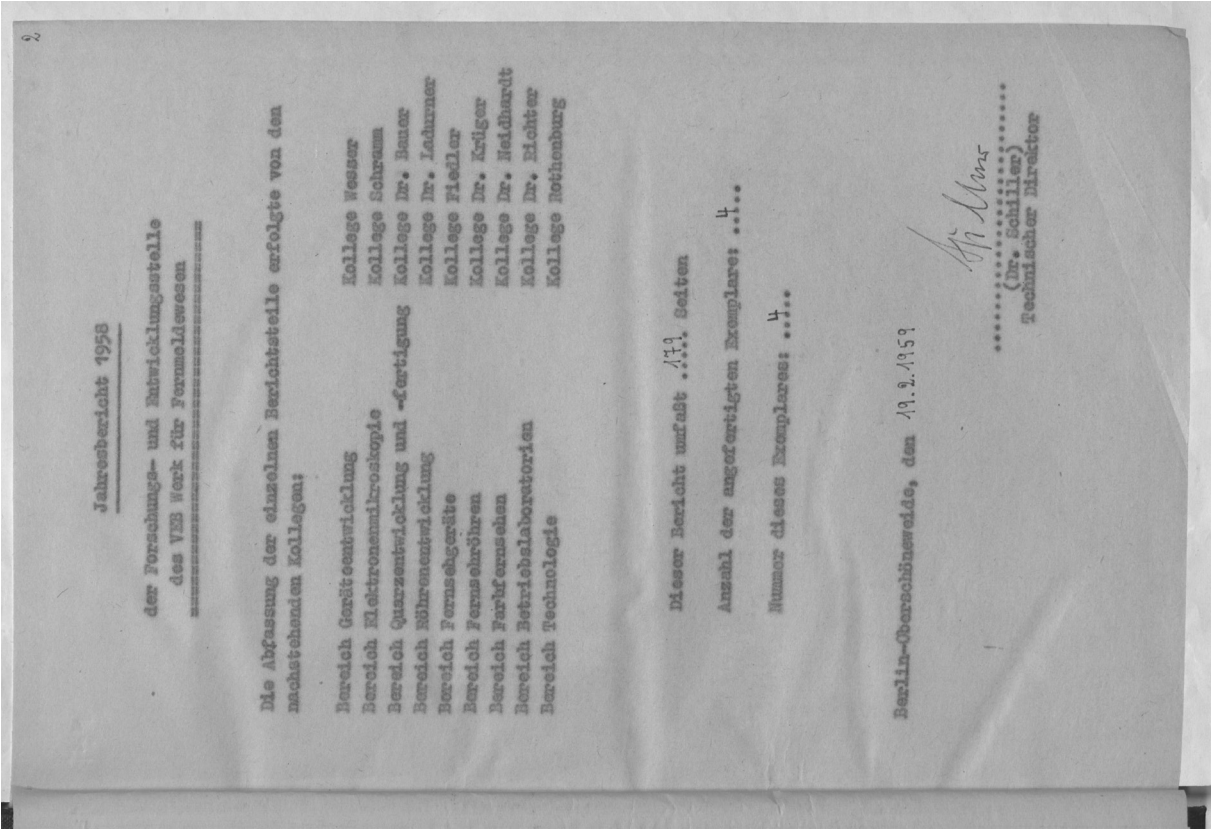 2
Jahresbericht 1958
der Forschungs- und Entwicklungsstelle
des VEB Werk für Fernmeldewesen
Die Abfassung der einzelnen Berichtsteile erfolgte von den
nachstehenden Kollegen:
Bereich Geräteentwicklung Kollege Wesser
Bereich Elektronenmikroskopie Kollege Schramm
Bereich Quarzentwicklung und -fertigung Kollege Dr. Bauer
Bereich Röhrenentwicklung Kollege Dr. Ladurner
Bereich Fernsehgeräte Kollege Fiedler
Bereich Fernsehröhren Kollege Dr. Krüger
Bereich Farbfernsehen Kollege Dr. Neidhardt
Bereich Betriebslaboratorien Kollege Dr. Richter
Bereich Technologie Kollege Rothenburg
Dieser Bericht umfaßt .179. Seiten
Anzahl der angefertigten Exemplare: ..4..
Nummer dieses Exemplares: ..4..
Berlin-Oberschöneweide, den 19.2.1959
(Dr. Schiller)
Technischer Direktor